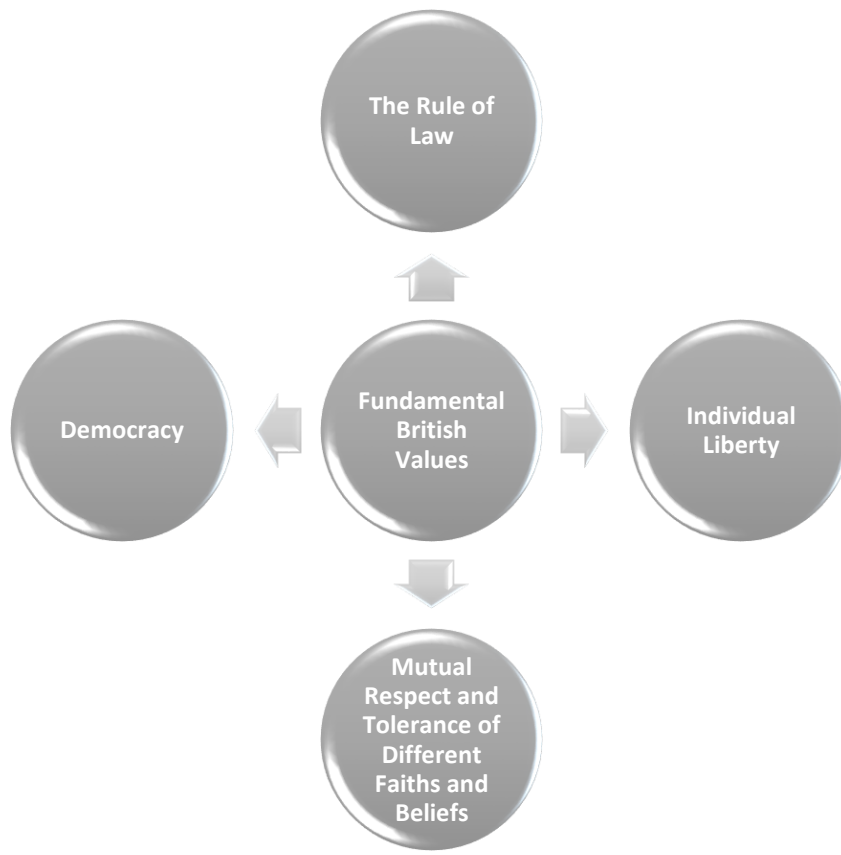 The Rule of
Law
Democracy
Fundamental
British
Values
Individual
Liberty
Mutual
Respect and
Tolerance of
Different
Faiths and
Beliefs